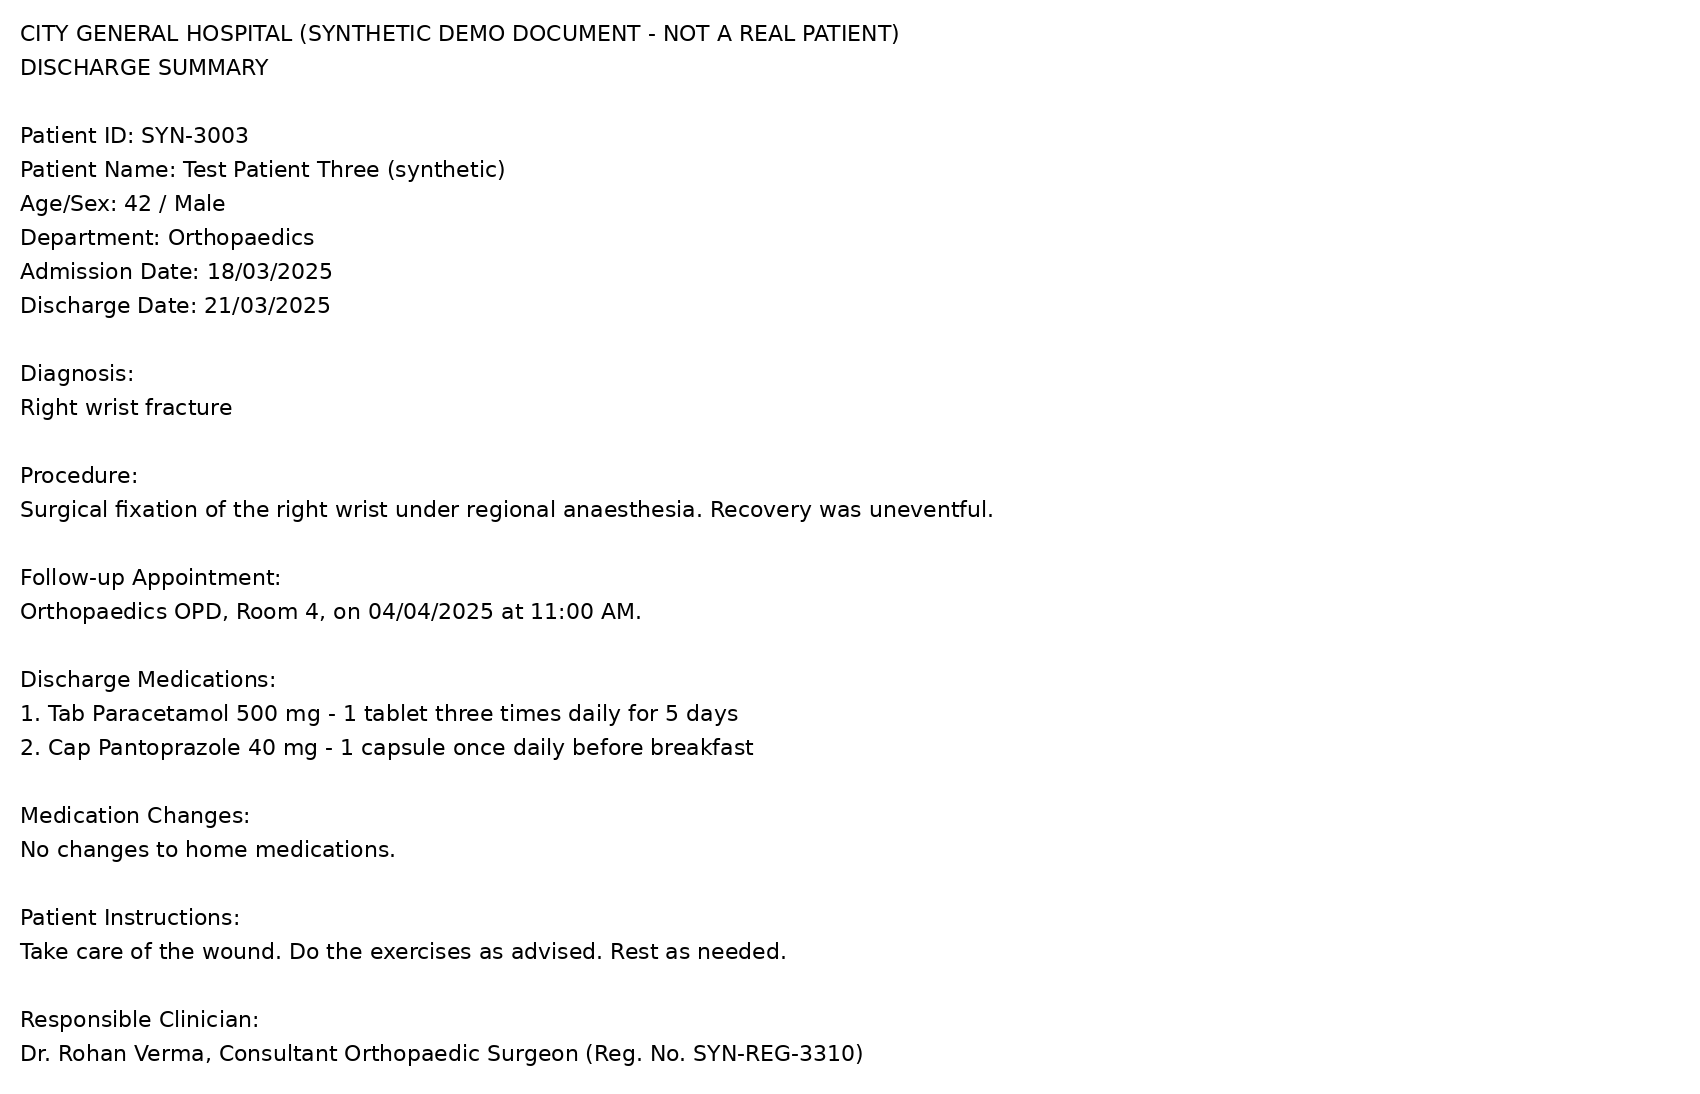 CITY GENERAL HOSPITAL (SYNTHETIC DEMO DOCUMENT - NOT A REAL PATIENT)
DISCHARGE SUMMARY
Patient ID: SYN-3003
Patient Name: Test Patient Three (synthetic)
Age/Sex: 42 / Male
Department: Orthopaedics
Admission Date: 18/03/2025
Discharge Date: 21/03/2025
Diagnosis:
Right wrist fracture
Procedure:
Surgical fixation of the right wrist under regional anaesthesia. Recovery was uneventful.
Follow-up Appointment:
Orthopaedics OPD, Room 4, on 04/04/2025 at 11:00 AM.
Discharge Medications:
1. Tab Paracetamol 500 mg - 1 tablet three times daily for 5 days
2. Cap Pantoprazole 40 mg - 1 capsule once daily before breakfast
Medication Changes:
No changes to home medications.
Patient Instructions:
Take care of the wound. Do the exercises as advised. Rest as needed.
Responsible Clinician:
Dr. Rohan Verma, Consultant Orthopaedic Surgeon (Reg. No. SYN-REG-3310)